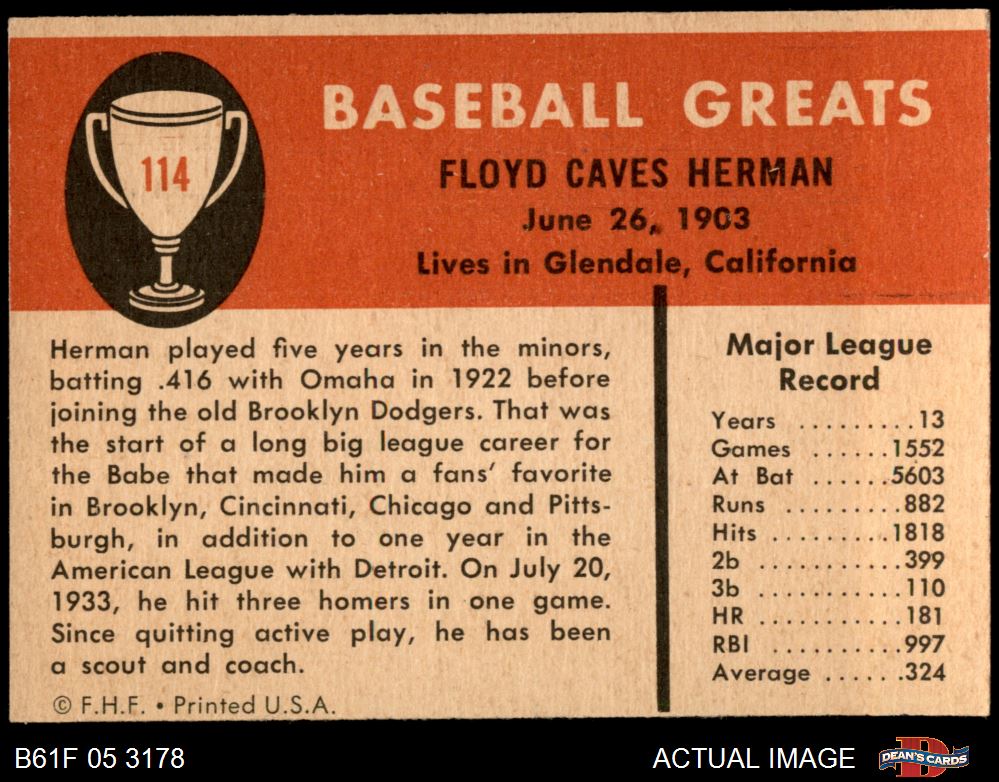 114
BASEBALL GREATS
FLOYD CAVES HERMAN
June 26, 1903
Lives in Glendale, California
Herman played five years in the minors,
batting .416 with Omaha in 1922 before
joining the old Brooklyn Dodgers. That was
the start of a long big league career for
the Babe that made him a fans' favorite
in Brooklyn, Cincinnati, Chicago and Pitts-
burgh, in addition to one year in the
American League with Detroit. On July 20,
1933, he hit three homers in one game.
Since quitting active play, he has been
a scout and coach.
© F.H.F. • Printed U.S.A.
Major League
Record
Years .........13
Games ......1552
At Bat ......5603
Runs .........882
Hits ..........1818
2b ............399
3b ............110
HR ...........181
RBI ..........997
Average ......324
B61F 05 3178
ACTUAL IMAGE
D
DEAN'S CARDS